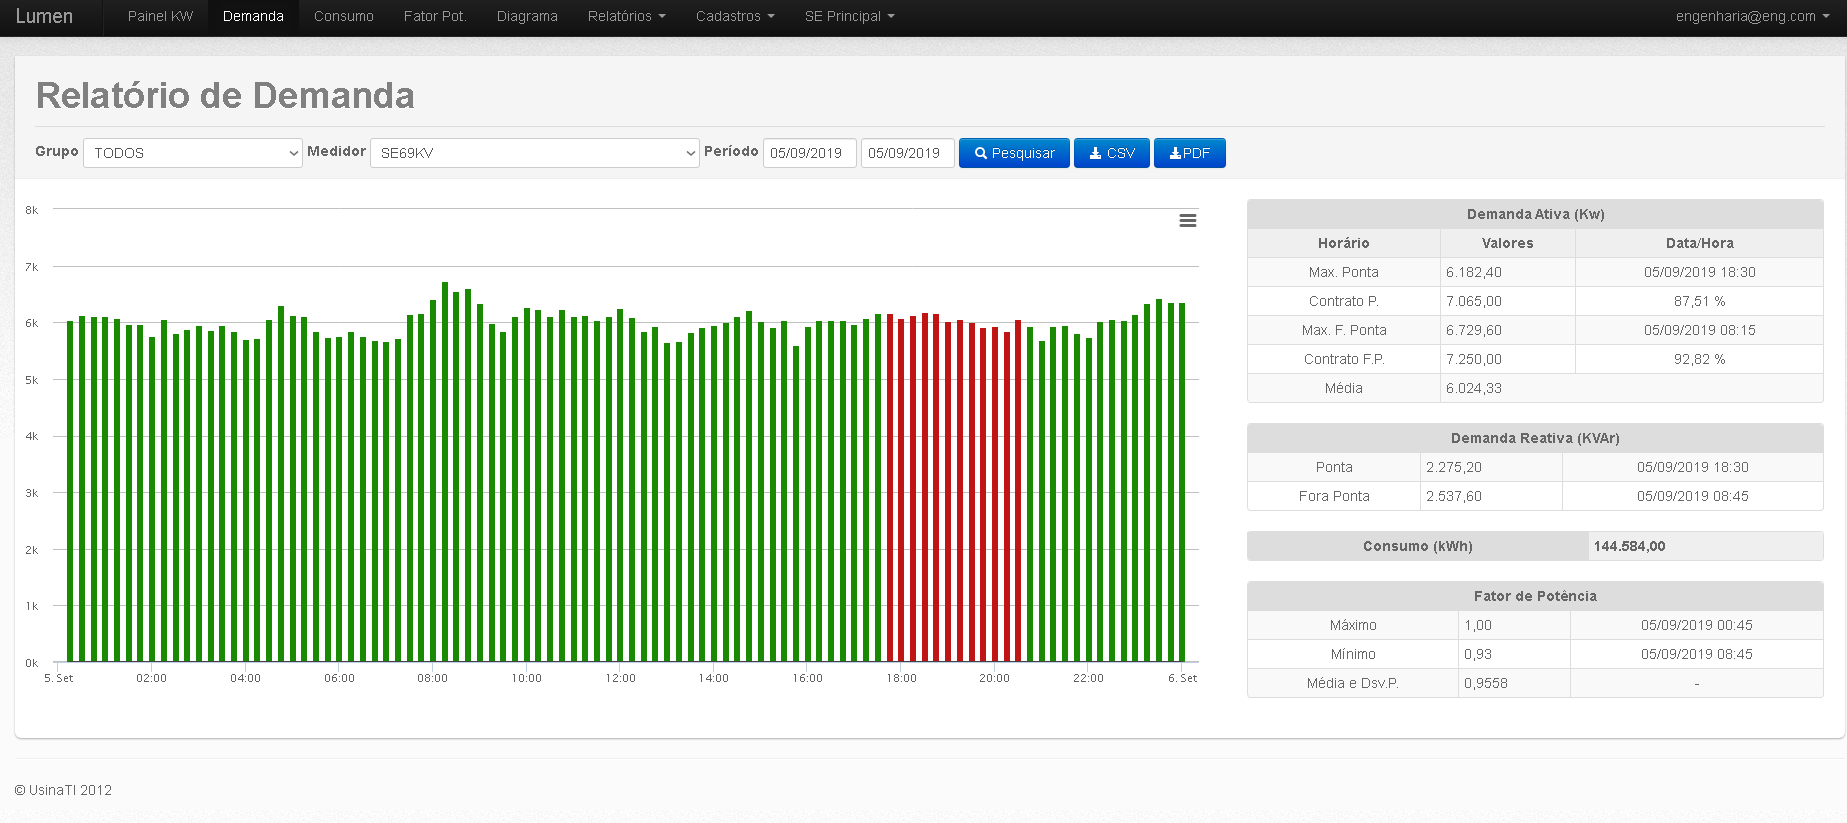 Lumen Painel KW Demanda Consumo Fator Pot. Diagrama Relatórios Cadastros SE Principal engenharia@eng.com
Relatório de Demanda
Grupo TODOS Medidor SE69KV Período 05/09/2019 05/09/2019 Pesquisar CSV PDF
8k
7k
6k
5k
4k
3k
2k
1k
0k
5. Set 02:00 04:00 06:00 08:00 10:00 12:00 14:00 16:00 18:00 20:00 22:00 6. Set
Demanda Ativa (Kw)
Horário Valores Data/Hora
Max. Ponta 6.182,40 05/09/2019 18:30
Contrato P. 7.065,00 87,51 %
Max. F. Ponta 6.729,60 05/09/2019 08:15
Contrato F.P. 7.250,00 92,82 %
Média 6.024,33
Demanda Reativa (KVAr)
Ponta 2.275,20 05/09/2019 18:30
Fora Ponta 2.537,60 05/09/2019 08:45
Consumo (kWh) 144.584,00
Fator de Potência
Máximo 1,00 05/09/2019 00:45
Mínimo 0,93 05/09/2019 08:45
Média e Dsv.P. 0,9558 -
© UsinaTI 2012